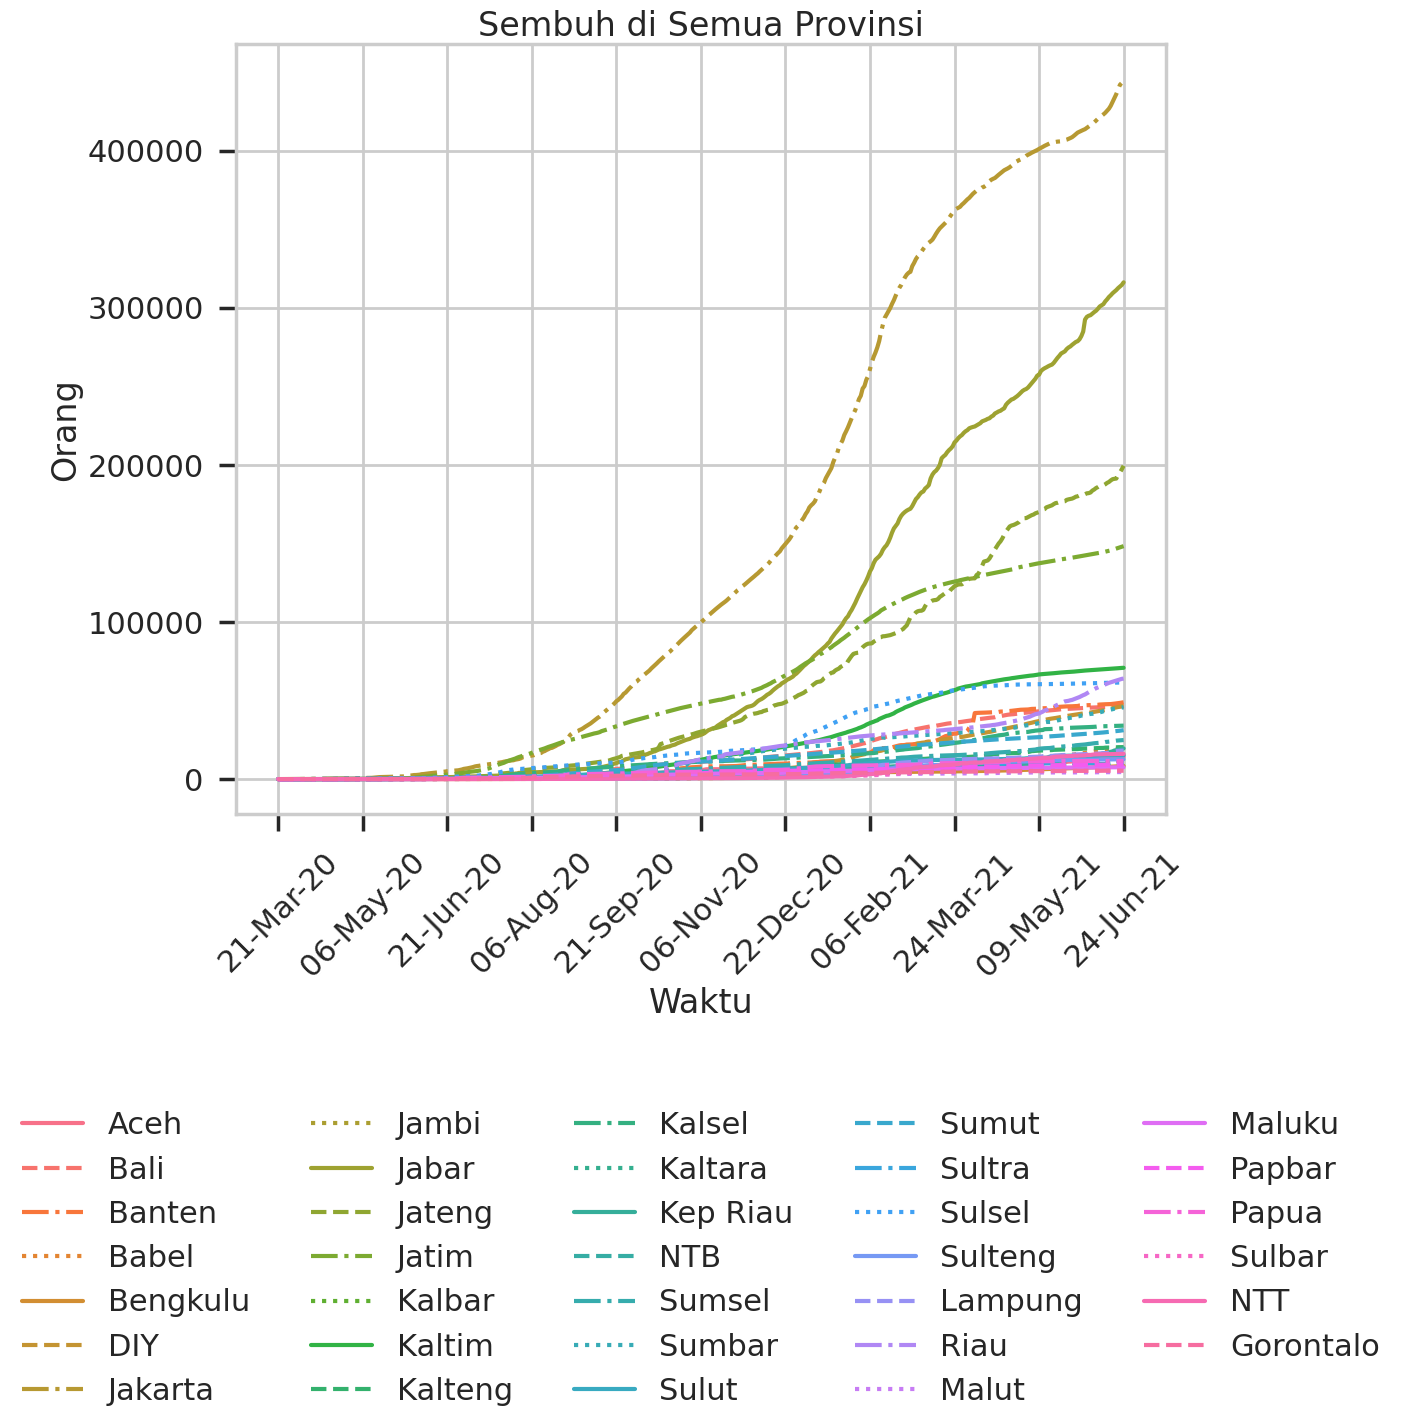 Sembuh di Semua Provinsi
400000
300000
200000
100000
0
Orang
21-Mar-20
06-May-20
21-Jun-20
06-Aug-20
21-Sep-20
06-Nov-20
22-Dec-20
06-Feb-21
24-Mar-21
09-May-21
24-Jun-21
Waktu
Aceh
Bali
Banten
Babel
Bengkulu
DIY
Jakarta
Jambi
Jabar
Jateng
Jatim
Kalbar
Kaltim
Kalteng
Kalsel
Kaltara
Kep Riau
NTB
Sumsel
Sumbar
Sulut
Sumut
Sultra
Sulsel
Sulteng
Lampung
Riau
Malut
Maluku
Papbar
Papua
Sulbar
NTT
Gorontalo